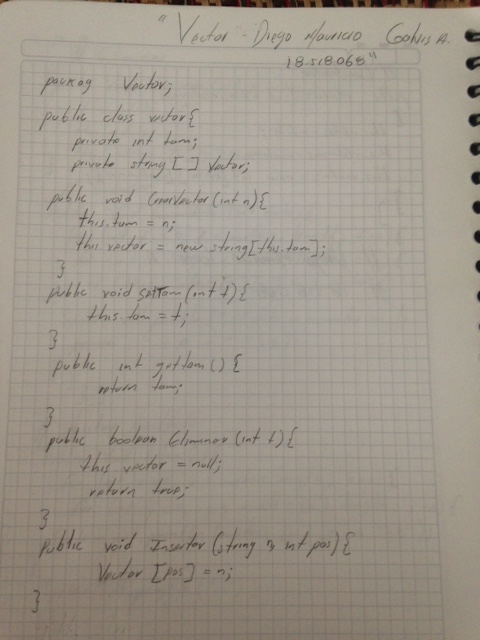 "Vector - Diego Mauricio
18.518.068"
packag Vector;
public class vector{
private int tam;
private string [ ] Vector;
public void CrearVector (int n){
this.tam = n;
this.vector = new string[this.tam];
}
public void settam (int t){
this.tam = t;
}
public int gettam () {
return tam;
}
public boolean Eliminar (int t){
this vector = null;
return true;
}
public void Insertar (string n, int pos){
Vector [pos] = n;
}